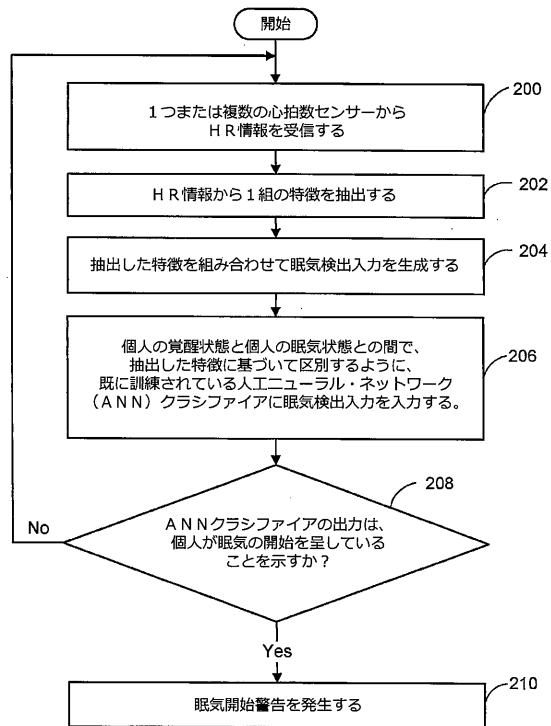 開始
１つまたは複数の心拍数センサーから
ＨＲ情報を受信する
200
ＨＲ情報から１組の特徴を抽出する
202
抽出した特徴を組み合わせて眠気検出入力を生成する
204
個人の覚醒状態と個人の眠気状態との間で、
抽出した特徴に基づいて区別するように、
既に訓練されている人工ニューラル・ネットワーク
（ＡＮＮ）クラシファイアに眠気検出入力を入力する。
206
208
No
ＡＮＮクラシファイアの出力は、
個人が眠気の開始を呈している
ことを示すか？
Yes
眠気開始警告を発生する
210